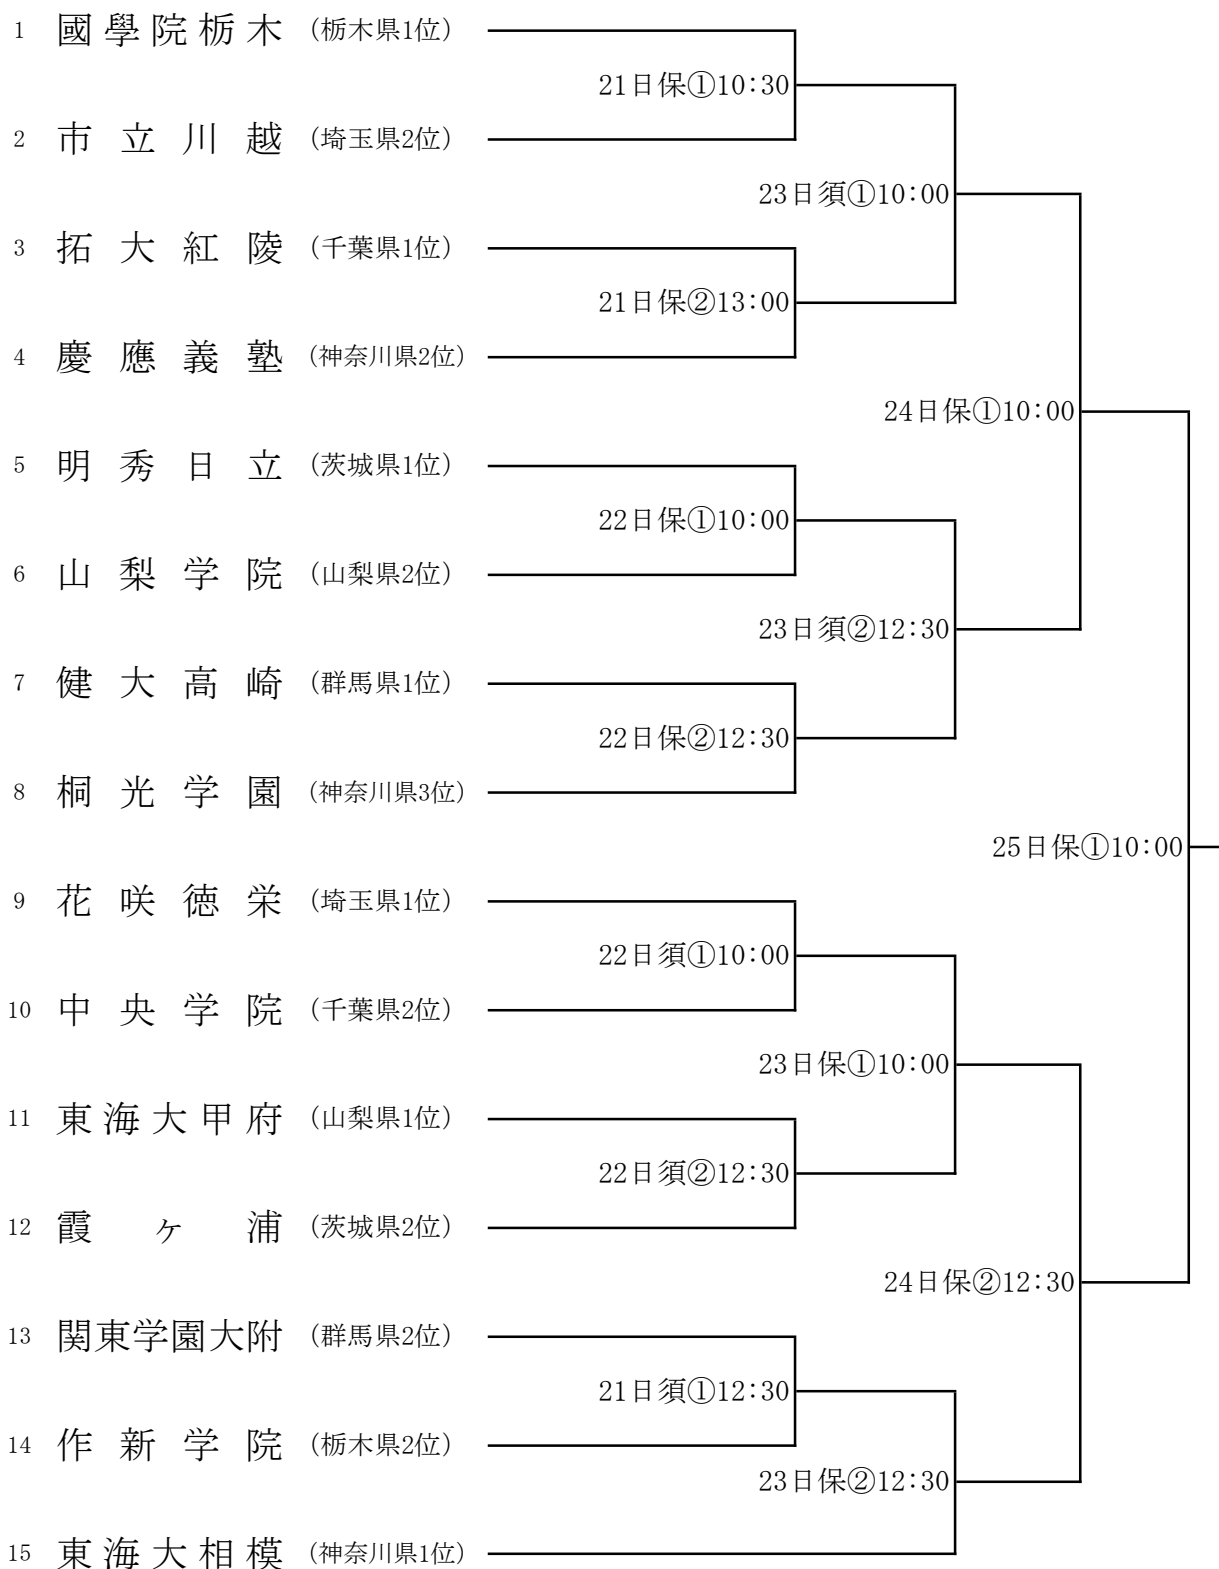 1 國學院栃木 (栃木県1位)
21日保①10:30
2 市立川越 (埼玉県2位)
23日須①10:00
3 拓大紅陵 (千葉県1位)
21日保②13:00
4 慶應義塾 (神奈川県2位)
24日保①10:00
5 明秀日立 (茨城県1位)
22日保①10:00
6 山梨学院 (山梨県2位)
23日須②12:30
7 健大高崎 (群馬県1位)
22日保②12:30
8 桐光学園 (神奈川県3位)
25日保①10:00
9 花咲徳栄 (埼玉県1位)
22日須①10:00
10 中央学院 (千葉県2位)
23日保①10:00
11 東海大甲府 (山梨県1位)
22日須②12:30
12 霞ヶ浦 (茨城県2位)
24日保②12:30
13 関東学園大附 (群馬県2位)
21日須①12:30
14 作新学院 (栃木県2位)
23日保②12:30
15 東海大相模 (神奈川県1位)